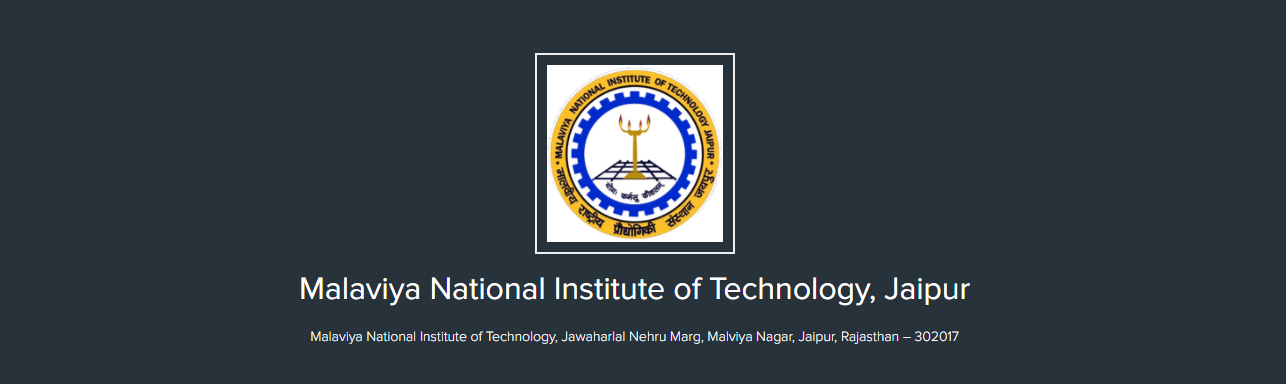 MALAVIYA NATIONAL INSTITUTE OF TECHNOLOGY JAIPUR
योगः कर्मसु कौशलम्
मालवीय राष्ट्रीय प्रौद्योगिकी संस्थान जयपुर
Malaviya National Institute of Technology, Jaipur
Malaviya National Institute of Technology, Jawaharlal Nehru Marg, Malviya Nagar, Jaipur, Rajasthan – 302017